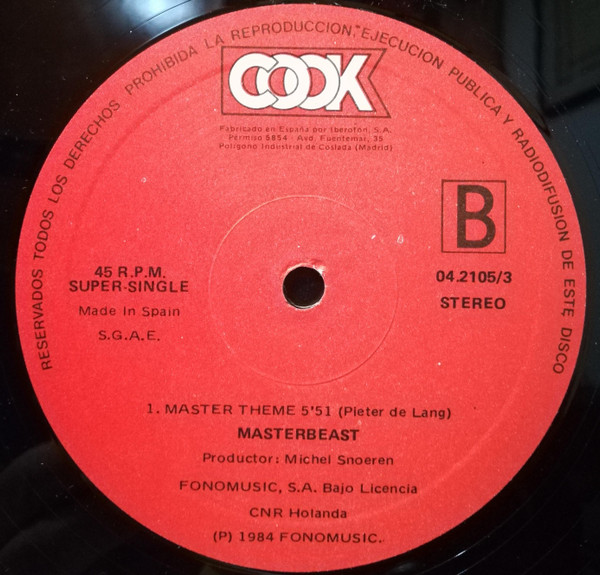 RESERVADOS TODOS LOS DERECHOS PROHIBIDA LA REPRODUCCION, EJECUCION PUBLICA Y RADIODIFUSION DE ESTE DISCO
COOK
Fabricado en España por Iberofón, S.A.
Permiso 5854 - Avd. Fuentemar, 35
Polígono Industrial de Coslada (Madrid)
B
45 R.P.M.
SUPER-SINGLE
Made In Spain
S.G.A.E.
04.2105/3
STEREO
1. MASTER THEME 5'51 (Pieter de Lang)
MASTERBEAST
Productor: Michel Snoeren
FONOMUSIC, S.A. Bajo Licencia
CNR Holanda
(P) 1984 FONOMUSIC.